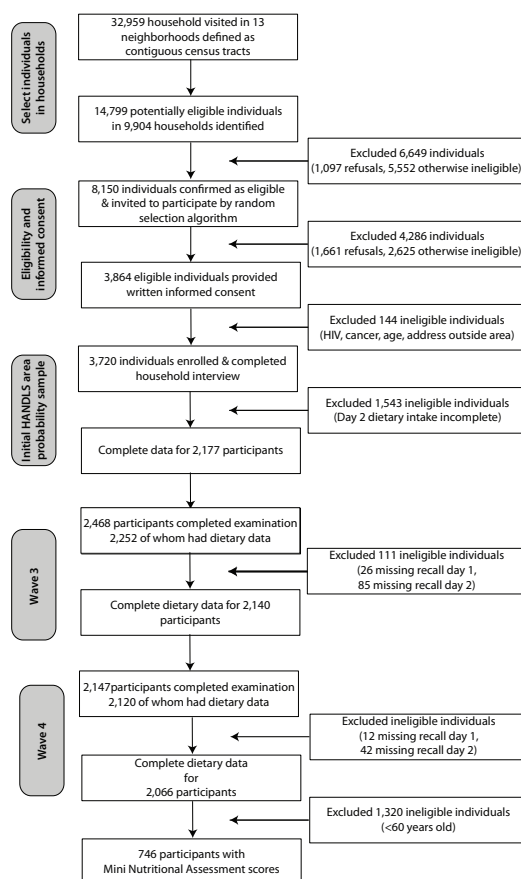 Select individuals
in households
32,959 household visited in 13
neighborhoods defined as
contiguous census tracts
14,799 potentially eligible individuals
in 9,904 households identified
Excluded 6,649 individuals
(1,097 refusals, 5,552 otherwise ineligible)
Eligibility and
informed consent
8,150 individuals confirmed as eligible
& invited to participate by random
selection algorithm
Excluded 4,286 individuals
(1,661 refusals, 2,625 otherwise ineligible)
3,864 eligible individuals provided
written informed consent
Excluded 144 ineligible individuals
(HIV, cancer, age, address outside area)
Initial HANDLS area
probability sample
3,720 individuals enrolled & completed
household interview
Excluded 1,543 ineligible individuals
(Day 2 dietary intake incomplete)
Complete data for 2,177 participants
Wave 3
2,468 participants completed examination
2,252 of whom had dietary data
Excluded 111 ineligible individuals
(26 missing recall day 1,
85 missing recall day 2)
Complete dietary data for 2,140
participants
Wave 4
2,147participants completed examination
2,120 of whom had dietary data
Excluded ineligible individuals
(12 missing recall day 1,
42 missing recall day 2)
Complete dietary data
for
2,066 participants
Excluded 1,320 ineligible individuals
(<60 years old)
746 participants with
Mini Nutritional Assessment scores